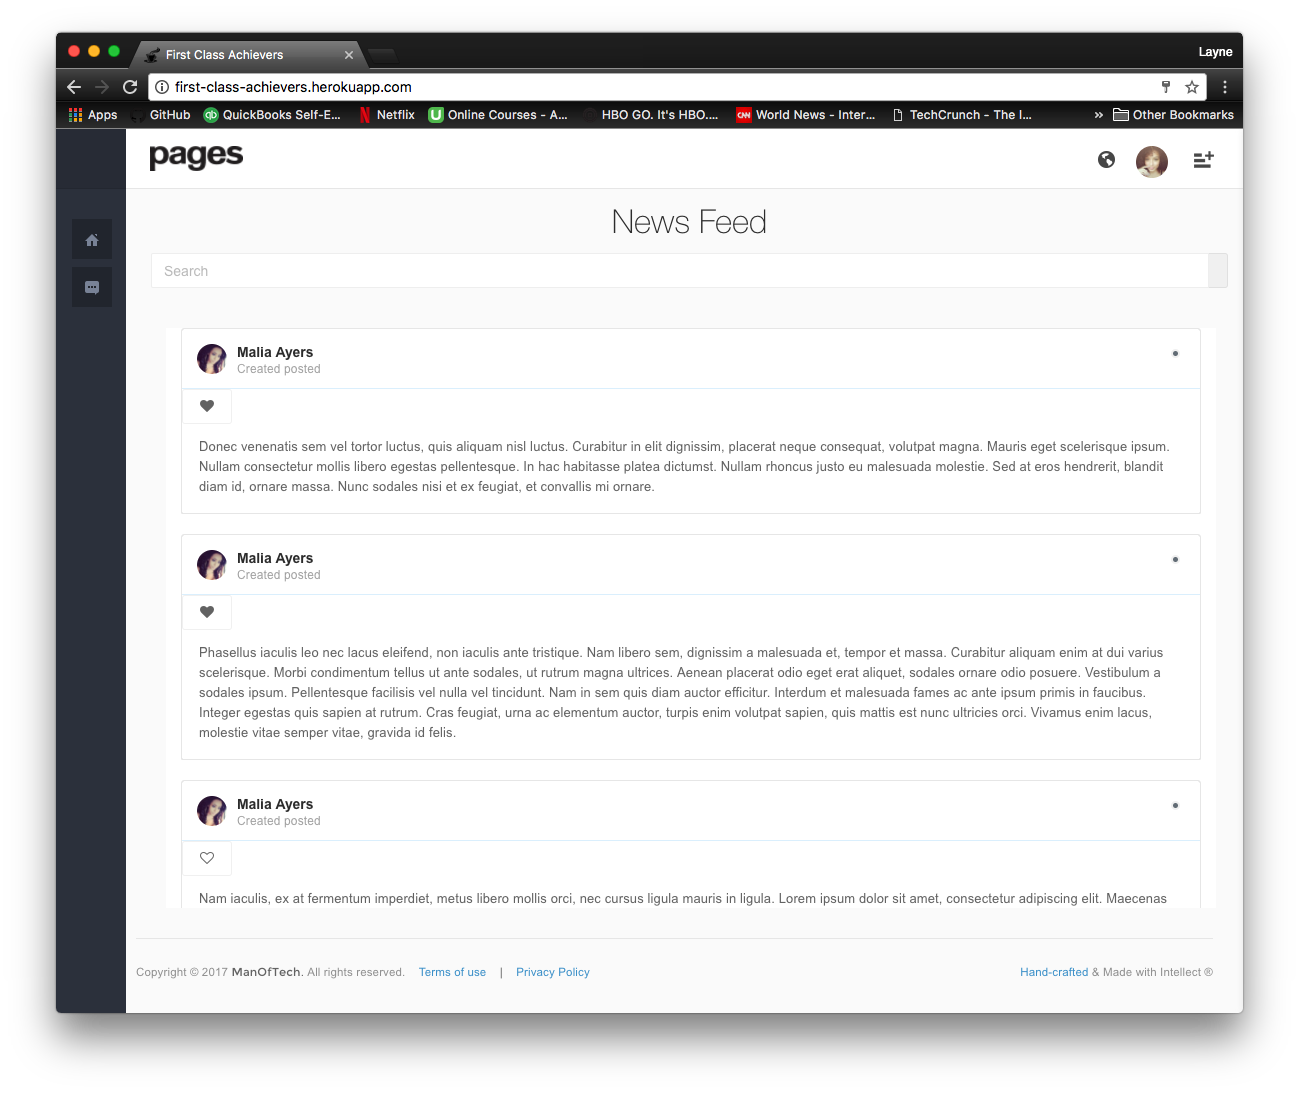 First Class Achievers
Layne
first-class-achievers.herokuapp.com
Apps GitHub QuickBooks Self-E... Netflix Online Courses - A... HBO GO. It's HBO.... CNN World News - Inter... TechCrunch - The I... » Other Bookmarks
pages
News Feed
Search
Malia Ayers
Created posted
Donec venenatis sem vel tortor luctus, quis aliquam nisl luctus. Curabitur in elit dignissim, placerat neque consequat, volutpat magna. Mauris eget scelerisque ipsum.
Nullam consectetur mollis libero egestas pellentesque. In hac habitasse platea dictumst. Nullam rhoncus justo eu malesuada molestie. Sed at eros hendrerit, blandit
diam id, ornare massa. Nunc sodales nisi et ex feugiat, et convallis mi ornare.
Malia Ayers
Created posted
Phasellus iaculis leo nec lacus eleifend, non iaculis ante tristique. Nam libero sem, dignissim a malesuada et, tempor et massa. Curabitur aliquam enim at dui varius
scelerisque. Morbi condimentum tellus ut ante sodales, ut rutrum magna ultrices. Aenean placerat odio eget erat aliquet, sodales ornare odio posuere. Vestibulum a
sodales ipsum. Pellentesque facilisis vel nulla vel tincidunt. Nam in sem quis diam auctor efficitur. Interdum et malesuada fames ac ante ipsum primis in faucibus.
Integer egestas quis sapien at rutrum. Cras feugiat, urna ac elementum auctor, turpis enim volutpat sapien, quis mattis est nunc ultricies orci. Vivamus enim lacus,
molestie vitae semper vitae, gravida id felis.
Malia Ayers
Created posted
Nam iaculis, ex at fermentum imperdiet, metus libero mollis orci, nec cursus ligula mauris in ligula. Lorem ipsum dolor sit amet, consectetur adipiscing elit. Maecenas
Copyright © 2017 ManOfTech. All rights reserved. Terms of use | Privacy Policy Hand-crafted & Made with Intellect ®